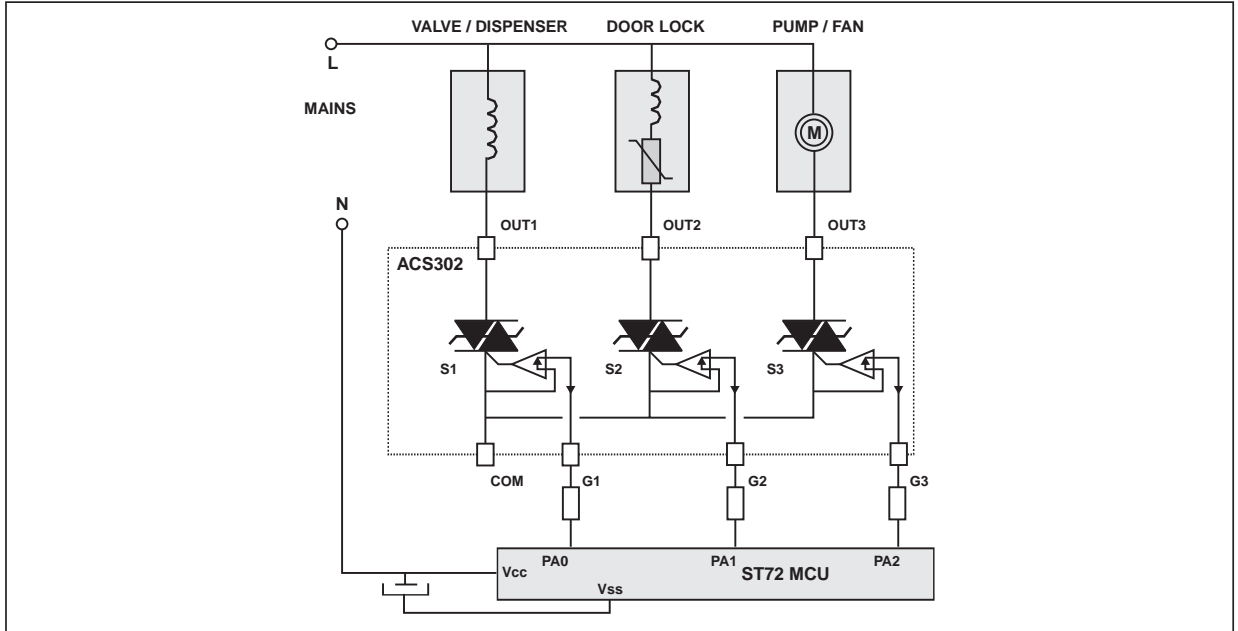 VALVE / DISPENSER DOOR LOCK PUMP / FAN
L
MAINS
M
N
OUT1 OUT2 OUT3
ACS302
S1 S2 S3
COM G1 G2 G3
PA0 PA1 PA2
Vcc ST72 MCU
Vss